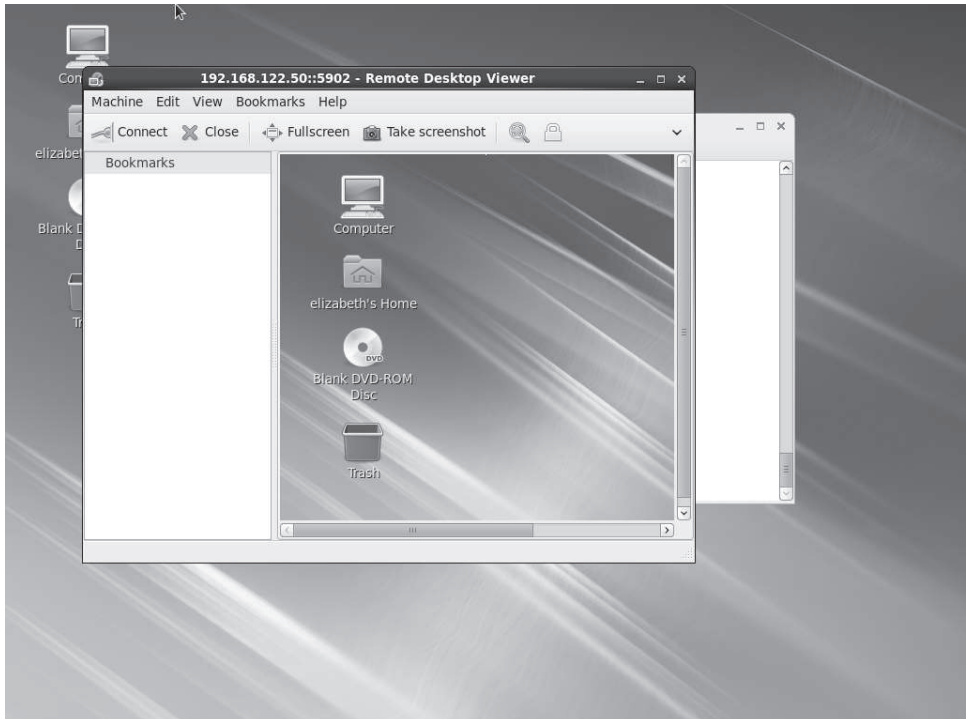 192.168.122.50::5902 - Remote Desktop Viewer
Machine Edit View Bookmarks Help
Connect Close Fullscreen Take screenshot
Bookmarks
Computer
elizabeth's Home
DVD
Blank DVD-ROM
Disc
Trash